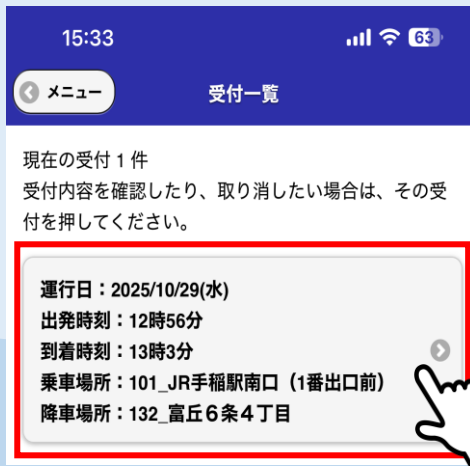 15:33
63
メニュー
受付一覧
現在の受付 1 件
受付内容を確認したり、取り消したい場合は、その受
付を押してください。
運行日：2025/10/29(水)
出発時刻：12時56分
到着時刻：13時3分
乗車場所：101_JR手稲駅南口（1番出口前）
降車場所：132_富丘６条４丁目